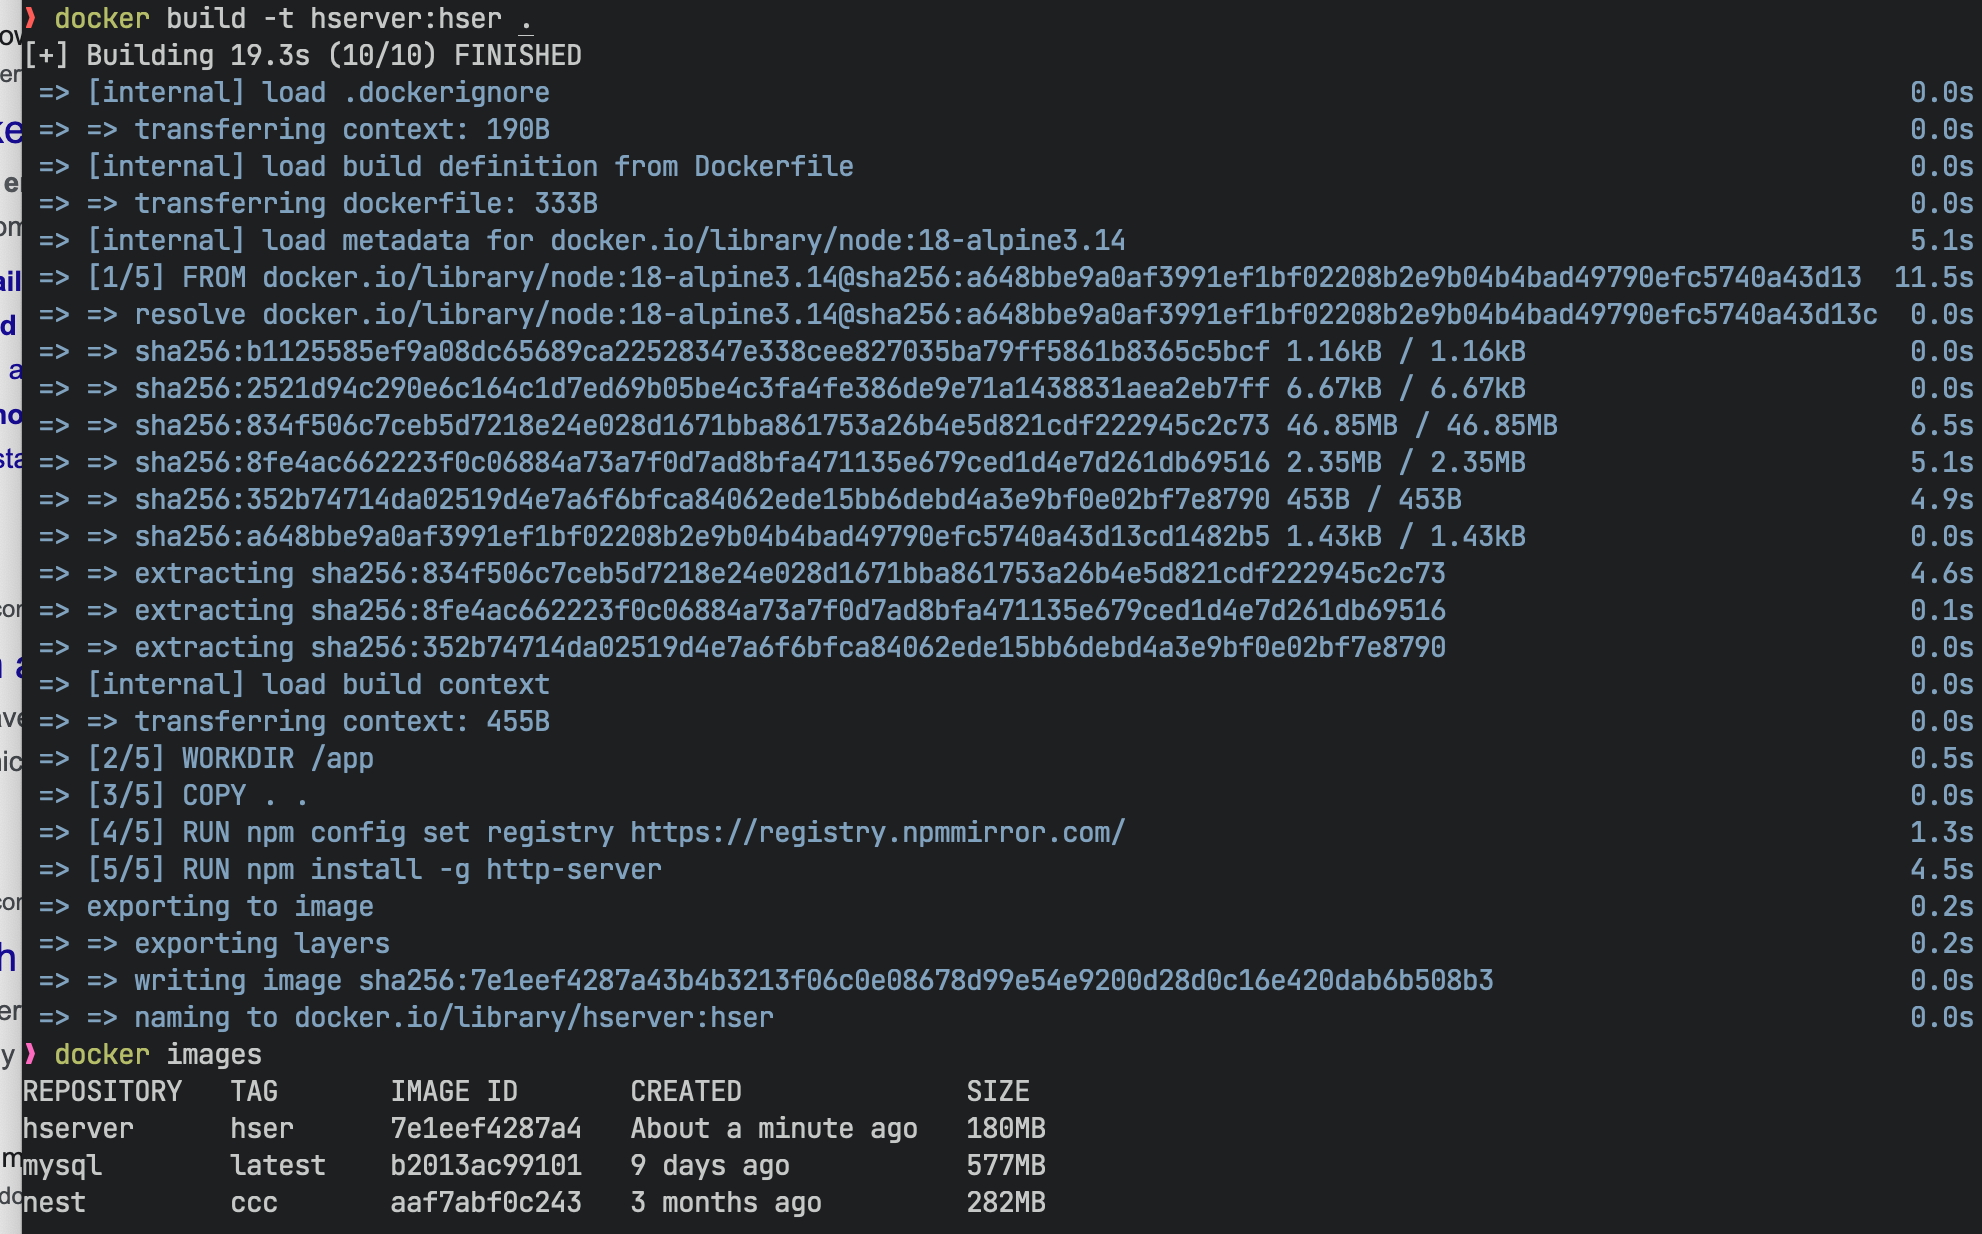 ❯ docker build -t hserver:hser .
[+] Building 19.3s (10/10) FINISHED
=> [internal] load .dockerignore 0.0s
=> => transferring context: 190B 0.0s
=> [internal] load build definition from Dockerfile 0.0s
=> => transferring dockerfile: 333B 0.0s
=> [internal] load metadata for docker.io/library/node:18-alpine3.14 5.1s
=> [1/5] FROM docker.io/library/node:18-alpine3.14@sha256:a648bbe9a0af3991ef1bf02208b2e9b04b4bad49790efc5740a43d13 11.5s
=> => resolve docker.io/library/node:18-alpine3.14@sha256:a648bbe9a0af3991ef1bf02208b2e9b04b4bad49790efc5740a43d13c 0.0s
=> => sha256:b1125585ef9a08dc65689ca22528347e338cee827035ba79ff5861b8365c5bcf 1.16kB / 1.16kB 0.0s
=> => sha256:2521d94c290e6c164c1d7ed69b05be4c3fa4fe386de9e71a1438831aea2eb7ff 6.67kB / 6.67kB 0.0s
=> => sha256:834f506c7ceb5d7218e24e028d1671bba861753a26b4e5d821cdf222945c2c73 46.85MB / 46.85MB 6.5s
=> => sha256:8fe4ac662223f0c06884a73a7f0d7ad8bfa471135e679ced1d4e7d261db69516 2.35MB / 2.35MB 5.1s
=> => sha256:352b74714da02519d4e7a6f6bfca84062ede15bb6debd4a3e9bf0e02bf7e8790 453B / 453B 4.9s
=> => sha256:a648bbe9a0af3991ef1bf02208b2e9b04b4bad49790efc5740a43d13cd1482b5 1.43kB / 1.43kB 0.0s
=> => extracting sha256:834f506c7ceb5d7218e24e028d1671bba861753a26b4e5d821cdf222945c2c73 4.6s
=> => extracting sha256:8fe4ac662223f0c06884a73a7f0d7ad8bfa471135e679ced1d4e7d261db69516 0.1s
=> => extracting sha256:352b74714da02519d4e7a6f6bfca84062ede15bb6debd4a3e9bf0e02bf7e8790 0.0s
=> [internal] load build context 0.0s
=> => transferring context: 455B 0.0s
=> [2/5] WORKDIR /app 0.5s
=> [3/5] COPY . . 0.0s
=> [4/5] RUN npm config set registry https://registry.npmmirror.com/ 1.3s
=> [5/5] RUN npm install -g http-server 4.5s
=> exporting to image 0.2s
=> => exporting layers 0.2s
=> => writing image sha256:7e1eef4287a43b4b3213f06c0e08678d99e54e9200d28d0c16e420dab6b508b3 0.0s
=> => naming to docker.io/library/hserver:hser 0.0s
❯ docker images
REPOSITORY TAG IMAGE ID CREATED SIZE
hserver hser 7e1eef4287a4 About a minute ago 180MB
mysql latest b2013ac99101 9 days ago 577MB
nest ccc aaf7abf0c243 3 months ago 282MB